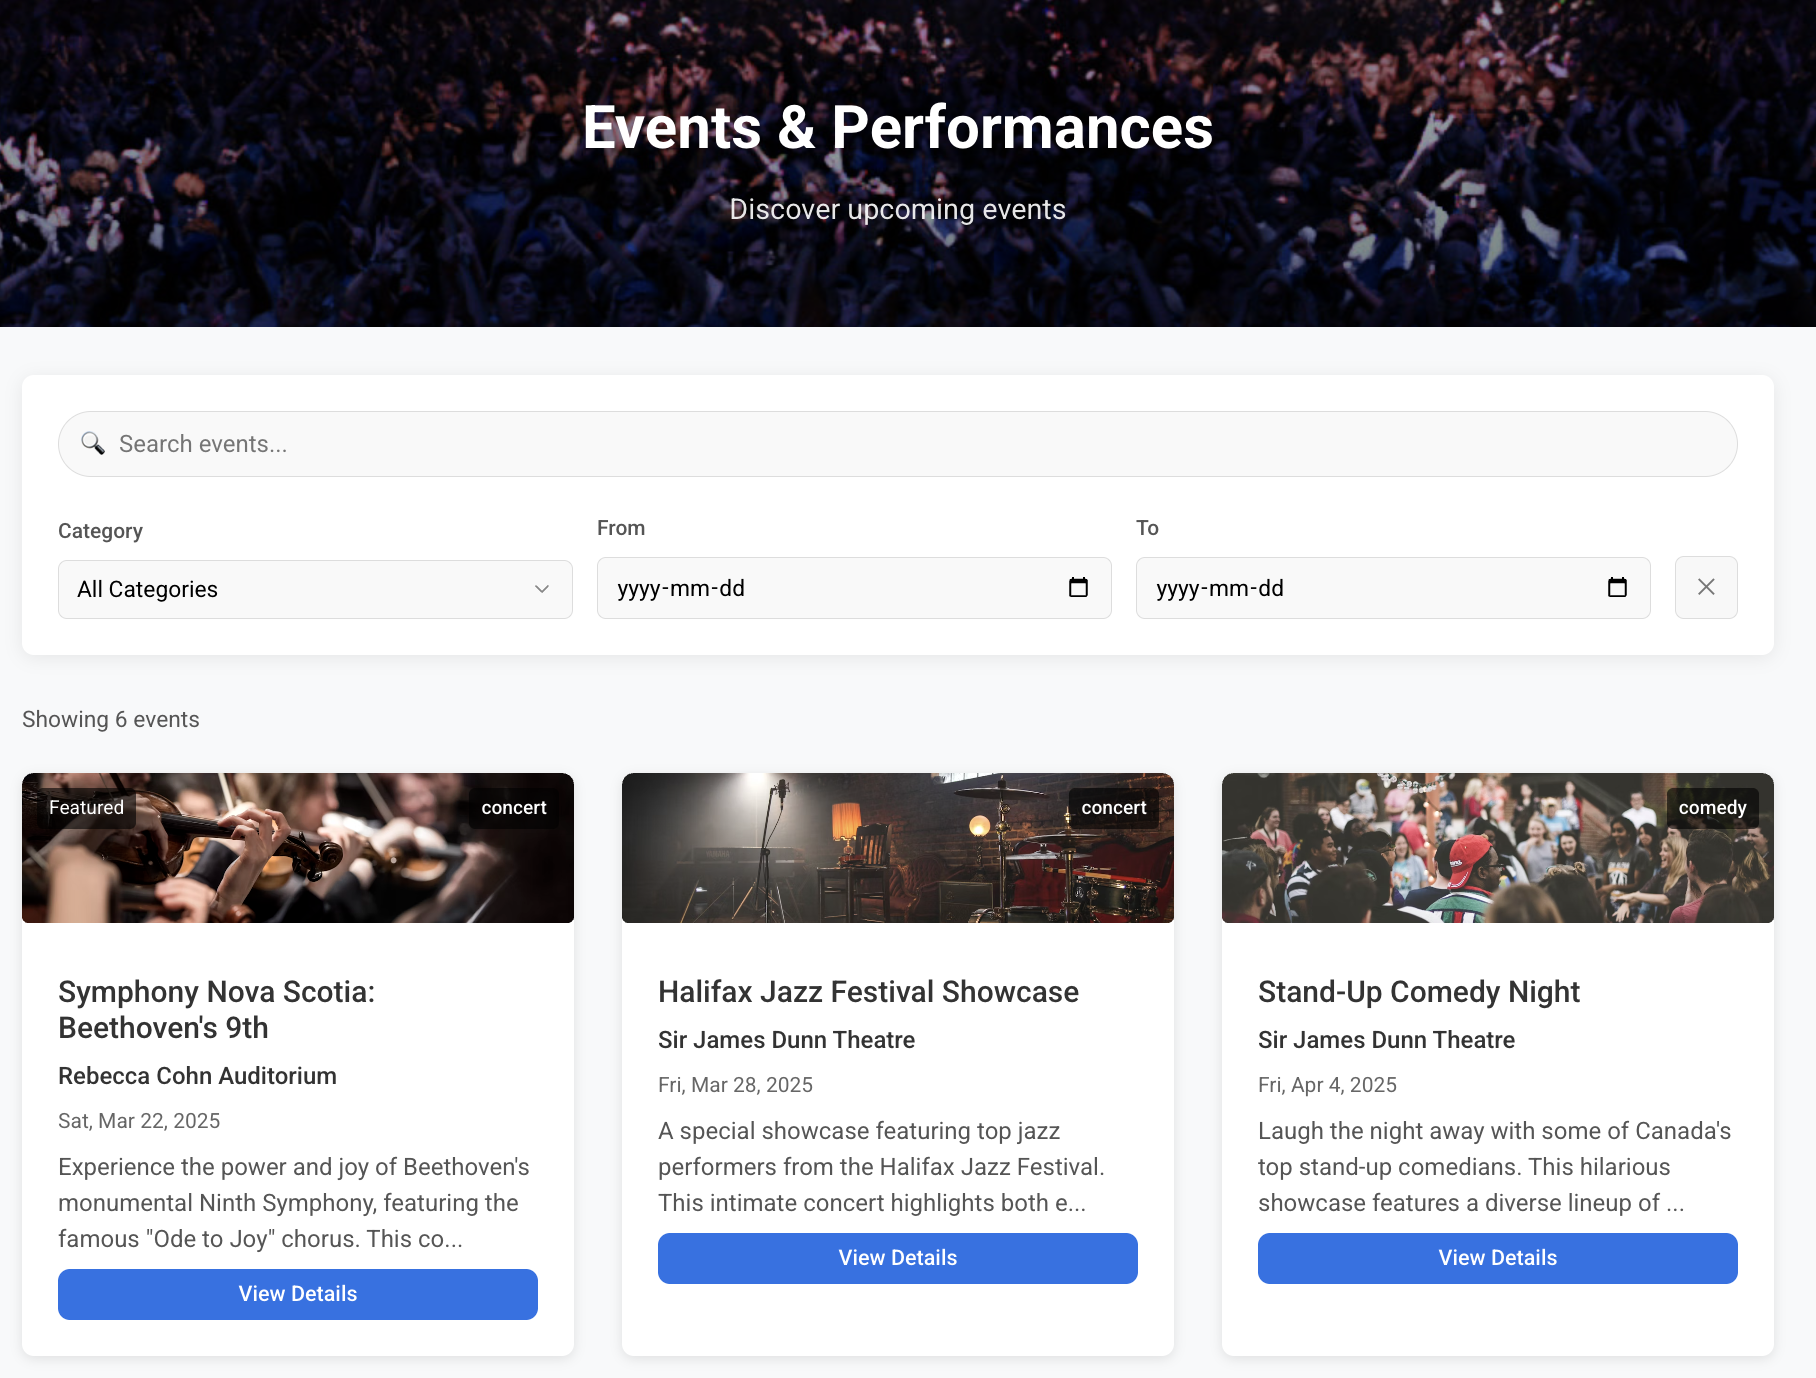 Events & Performances
Discover upcoming events
Search events...
Category
From
To
All Categories
yyyy-mm-dd
yyyy-mm-dd
Showing 6 events
Featured
concert
Symphony Nova Scotia:
Beethoven's 9th
Rebecca Cohn Auditorium
Sat, Mar 22, 2025
Experience the power and joy of Beethoven's
monumental Ninth Symphony, featuring the
famous "Ode to Joy" chorus. This co...
View Details
concert
Halifax Jazz Festival Showcase
Sir James Dunn Theatre
Fri, Mar 28, 2025
A special showcase featuring top jazz
performers from the Halifax Jazz Festival.
This intimate concert highlights both e...
View Details
comedy
Stand-Up Comedy Night
Sir James Dunn Theatre
Fri, Apr 4, 2025
Laugh the night away with some of Canada's
top stand-up comedians. This hilarious
showcase features a diverse lineup of ...
View Details